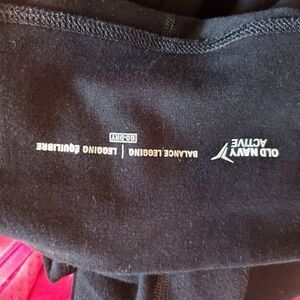 OLD NAVY
ACTIVE
BALANCE LEGGING | LEGGING ÉQUILIBRE
GO-DRY